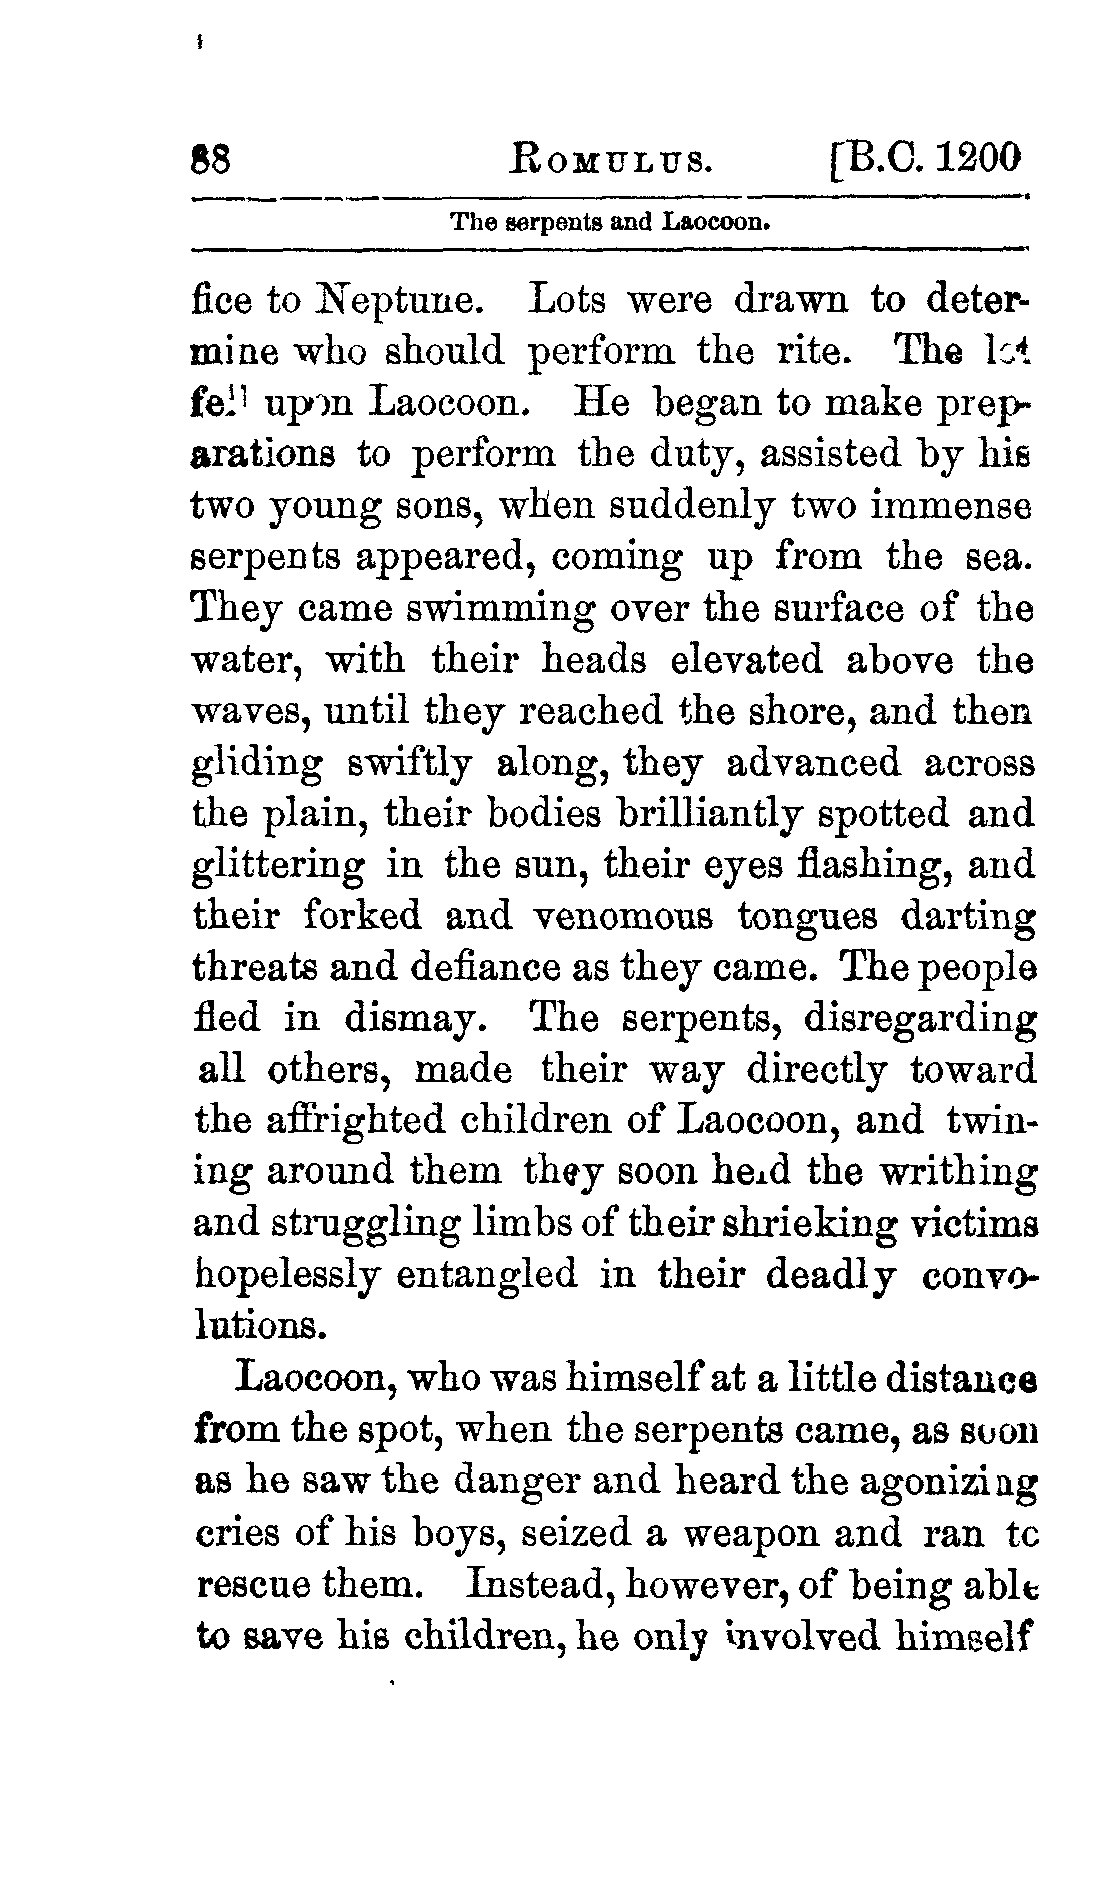 88 ROMULUS. [B.C. 1200
The serpents and Laocoon.
fice to Neptune. Lots were drawn to deter-
mine who should perform the rite. The lot
fell upon Laocoon. He began to make prep-
arations to perform the duty, assisted by his
two young sons, when suddenly two immense
serpents appeared, coming up from the sea.
They came swimming over the surface of the
water, with their heads elevated above the
waves, until they reached the shore, and then
gliding swiftly along, they advanced across
the plain, their bodies brilliantly spotted and
glittering in the sun, their eyes flashing, and
their forked and venomous tongues darting
threats and defiance as they came. The people
fled in dismay. The serpents, disregarding
all others, made their way directly toward
the affrighted children of Laocoon, and twin-
ing around them they soon held the writhing
and struggling limbs of their shrieking victims
hopelessly entangled in their deadly convo-
lutions.
Laocoon, who was himself at a little distance
from the spot, when the serpents came, as soon
as he saw the danger and heard the agonizing
cries of his boys, seized a weapon and ran to
rescue them. Instead, however, of being able
to save his children, he only involved himself